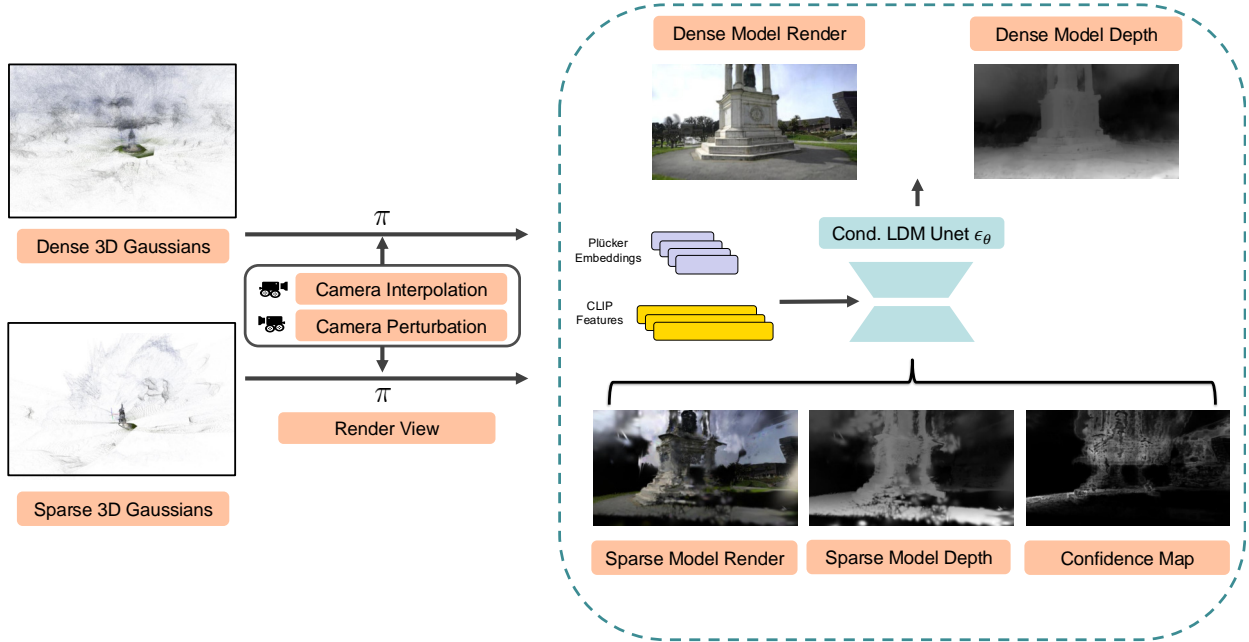 Dense Model Render
Dense Model Depth
Dense 3D Gaussians
π
Camera Interpolation
Camera Perturbation
π
Render View
Sparse 3D Gaussians
Plücker
Embeddings
CLIP
Features
Cond. LDM Unet ϵθ
Sparse Model Render
Sparse Model Depth
Confidence Map